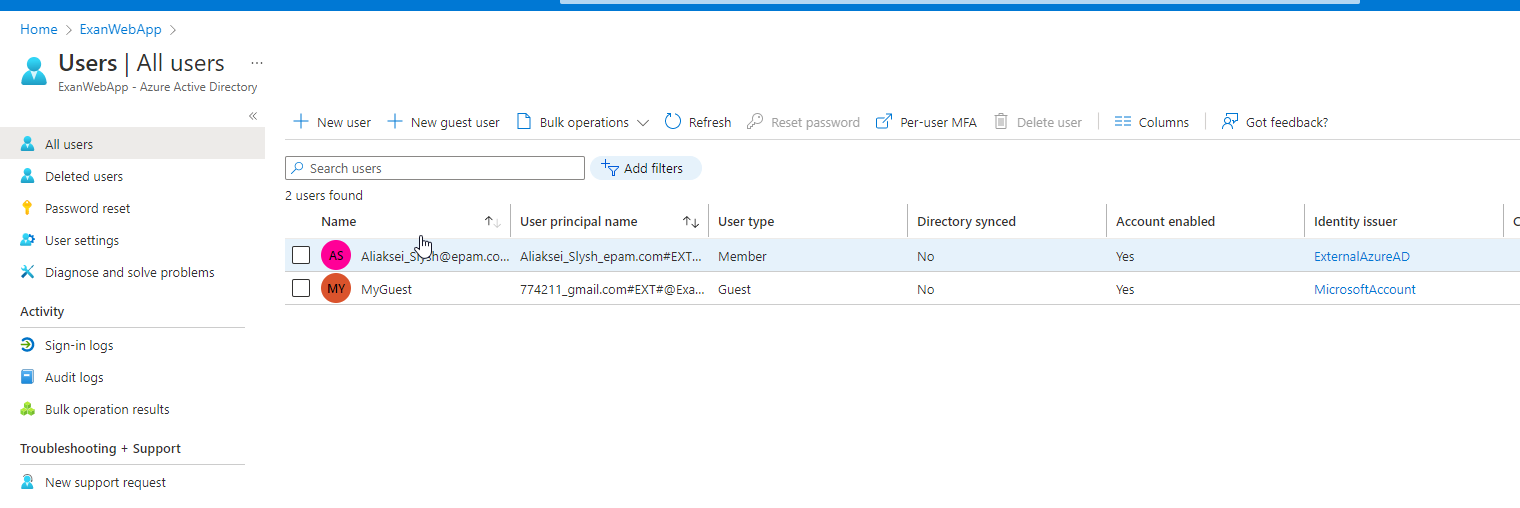 Home > ExanWebApp >
Users | All users ...
ExanWebApp - Azure Active Directory
«
All users
Deleted users
Password reset
User settings
Diagnose and solve problems
Activity
Sign-in logs
Audit logs
Bulk operation results
Troubleshooting + Support
New support request
+ New user + New guest user Bulk operations Refresh Reset password Per-user MFA Delete user Columns Got feedback?
Search users Add filters
2 users found
Name User principal name User type Directory synced Account enabled Identity issuer C
AS Aliaksei_Slysh@epam.co... Aliaksei_Slysh_epam.com#EXT... Member No Yes ExternalAzureAD
MY MyGuest 774211_gmail.com#EXT#@Exa... Guest No Yes MicrosoftAccount